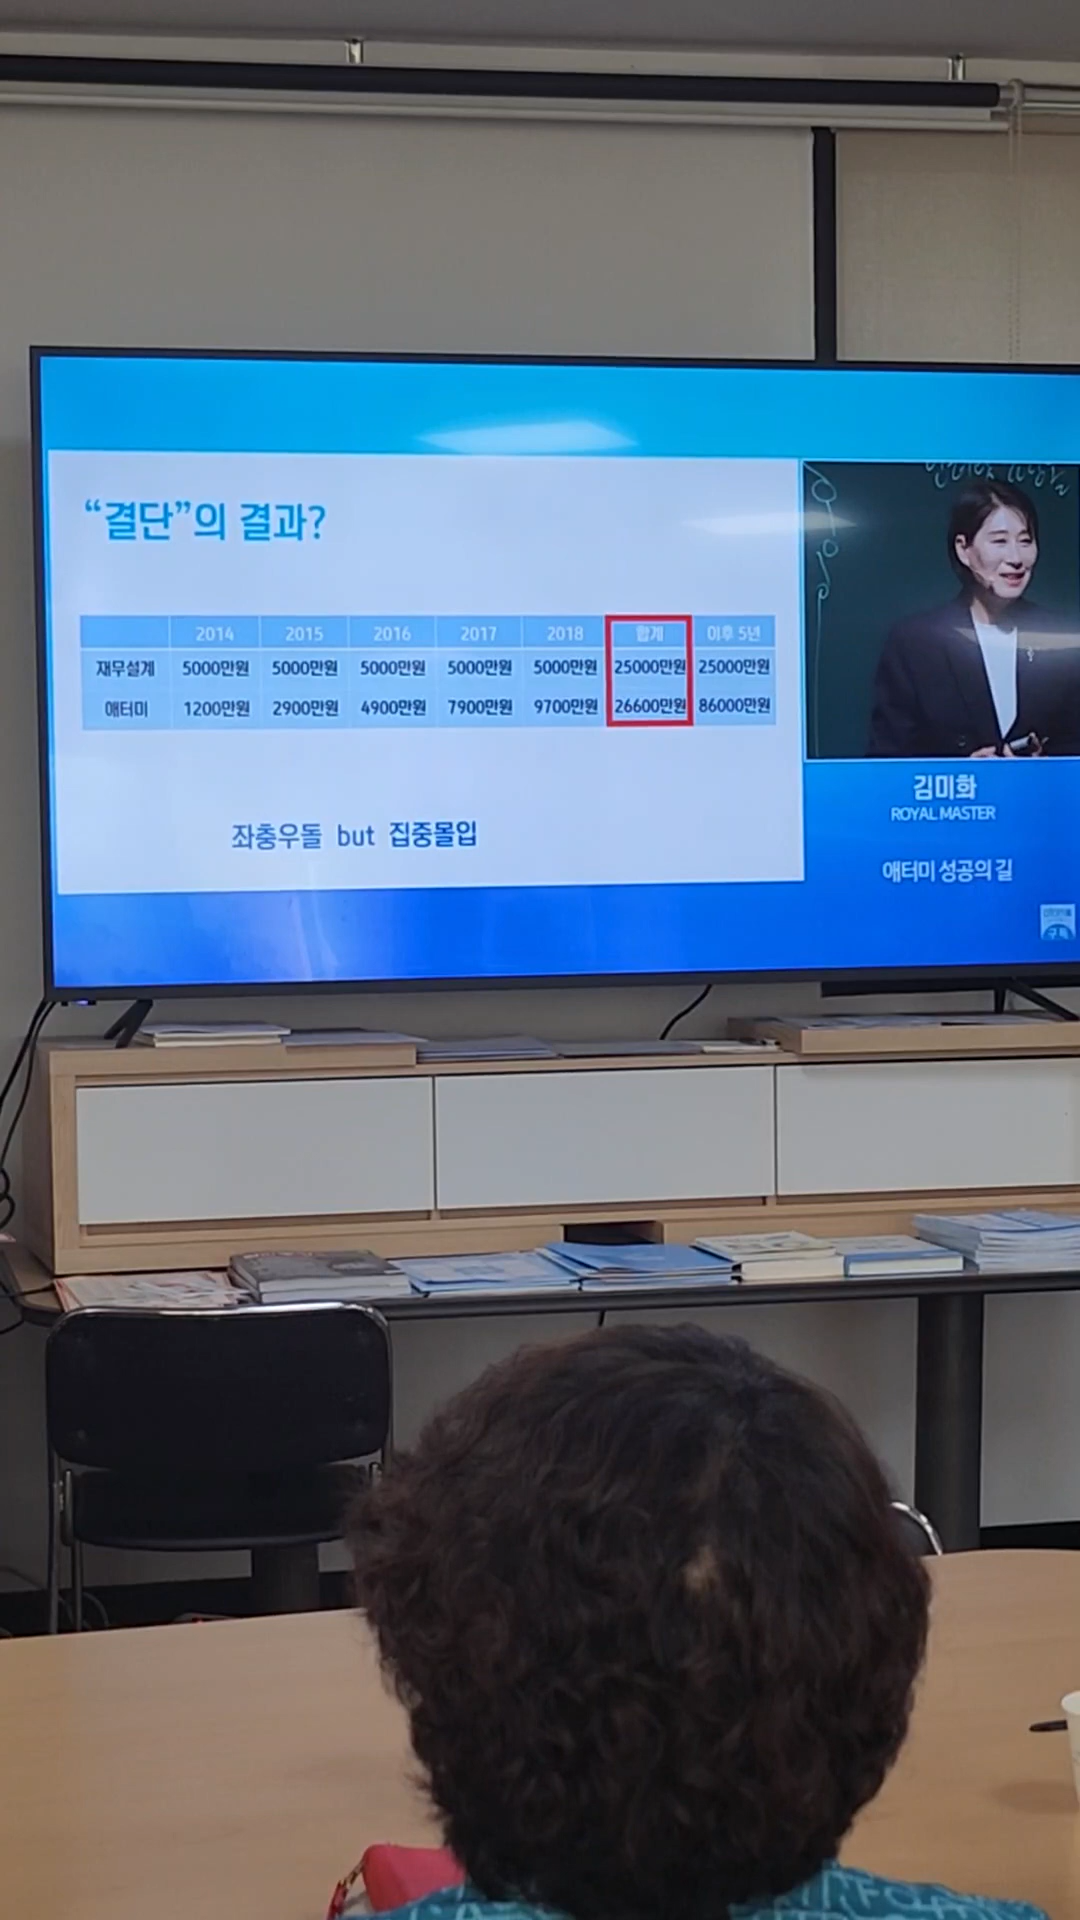 “결단”의 결과?
2014 2015 2016 2017 2018 합계 이후 5년
재무설계 5000만원 5000만원 5000만원 5000만원 5000만원 25000만원 25000만원
애터미 1200만원 2900만원 4900만원 7900만원 9700만원 26600만원 86000만원
좌충우돌 but 집중몰입
김미화
ROYAL MASTER
애터미 성공의 길
구독